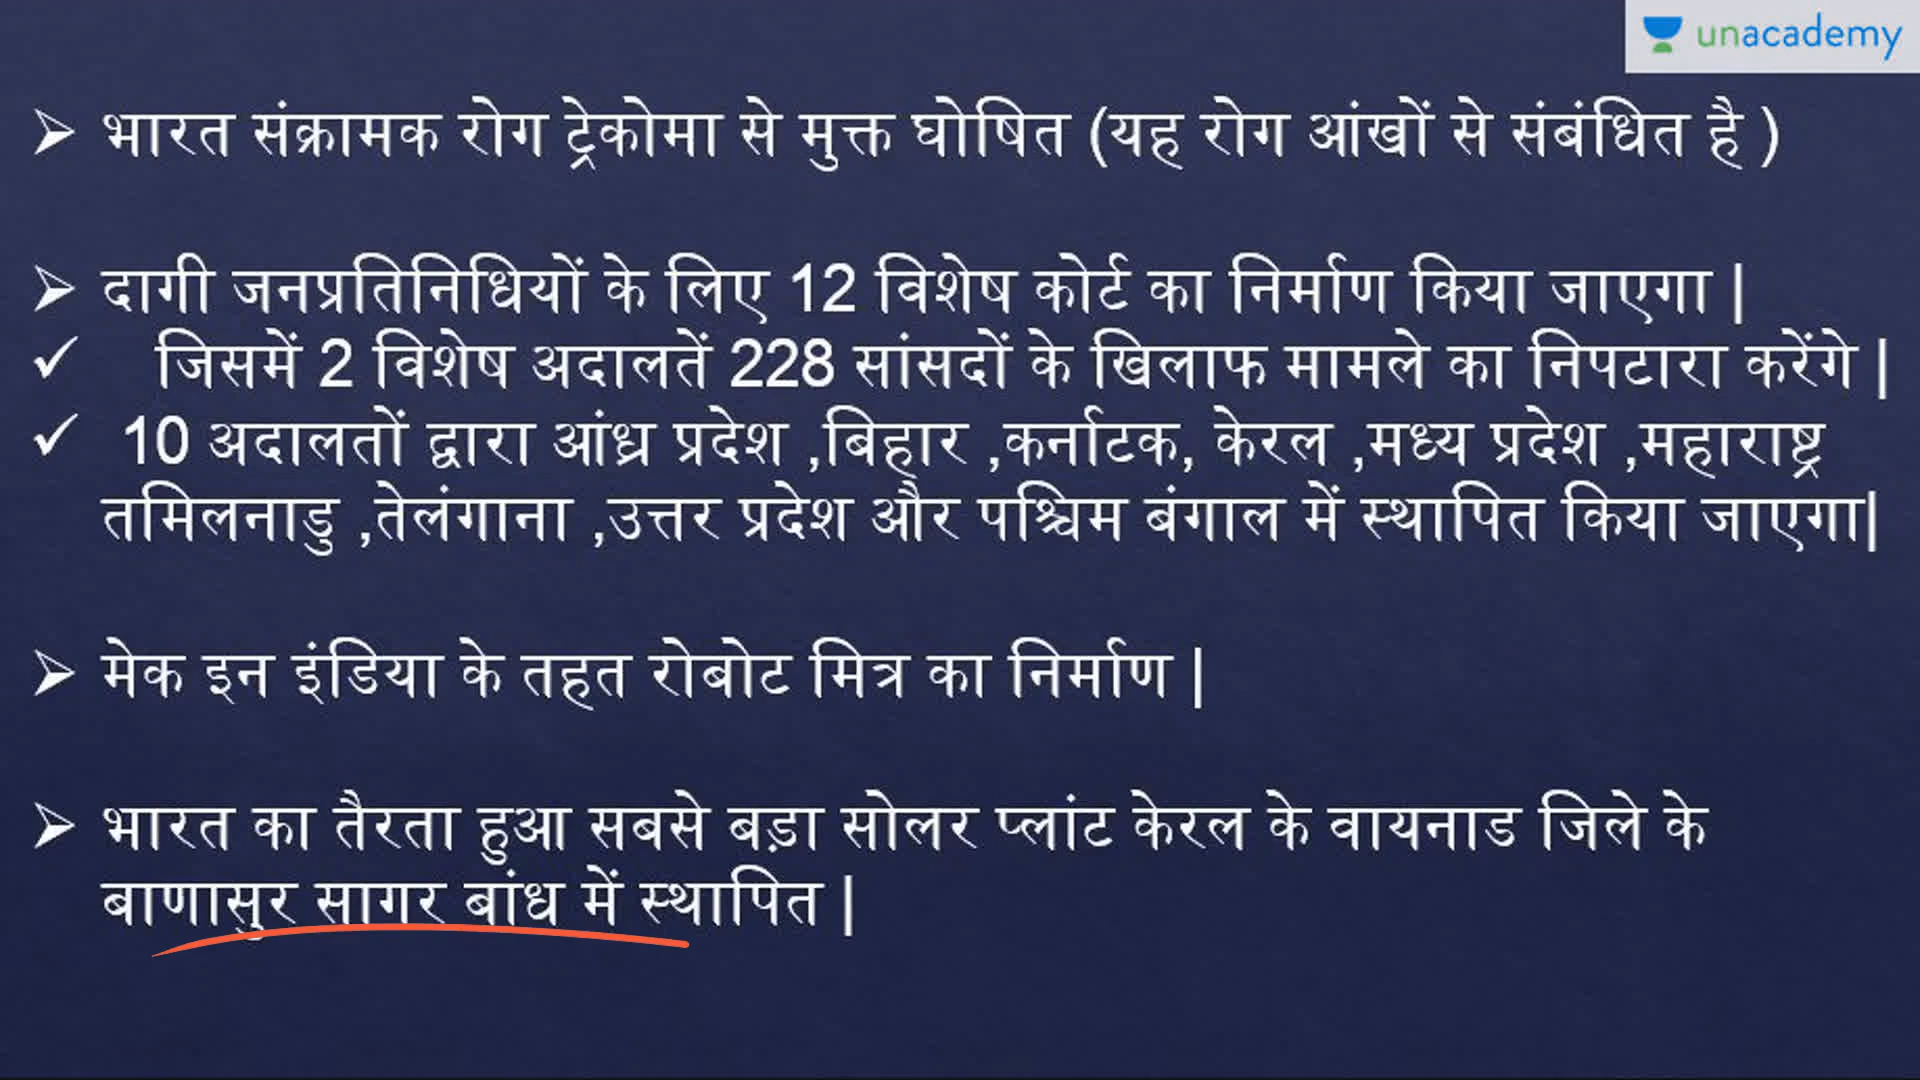 unacademy
भारत संक्रामक रोग ट्रेकोमा से मुक्त घोषित (यह रोग आंखों से संबंधित है )
दागी जनप्रतिनिधियों के लिए 12 विशेष कोर्ट का निर्माण किया जाएगा |
जिसमें 2 विशेष अदालतें 228 सांसदों के खिलाफ मामले का निपटारा करेंगे |
10 अदालतों द्वारा आंध्र प्रदेश ,बिहार ,कर्नाटक, केरल ,मध्य प्रदेश ,महाराष्ट्र
तमिलनाडु ,तेलंगाना ,उत्तर प्रदेश और पश्चिम बंगाल में स्थापित किया जाएगा|
मेक इन इंडिया के तहत रोबोट मित्र का निर्माण |
भारत का तैरता हुआ सबसे बड़ा सोलर प्लांट केरल के वायनाड जिले के
बाणासुर सागर बांध में स्थापित |